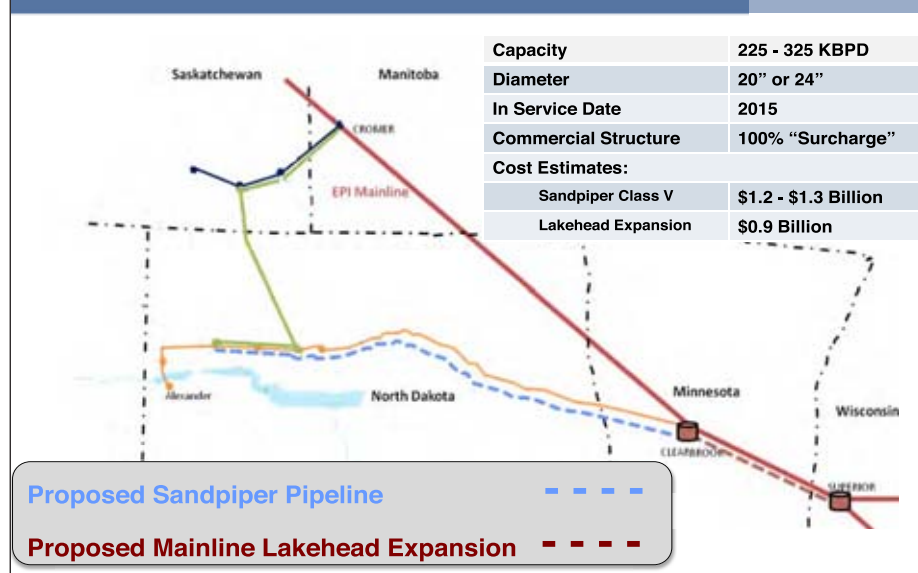 Capacity 225 - 325 KBPD
Diameter 20” or 24”
In Service Date 2015
Commercial Structure 100% “Surcharge”
Cost Estimates:
Sandpiper Class V $1.2 - $1.3 Billion
Lakehead Expansion $0.9 Billion
Saskatchewan
Manitoba
CROMER
EPI Mainline
Alexander
North Dakota
Minnesota
Wisconsin
CLEARBROOK
SUPERIOR
Proposed Sandpiper Pipeline
Proposed Mainline Lakehead Expansion